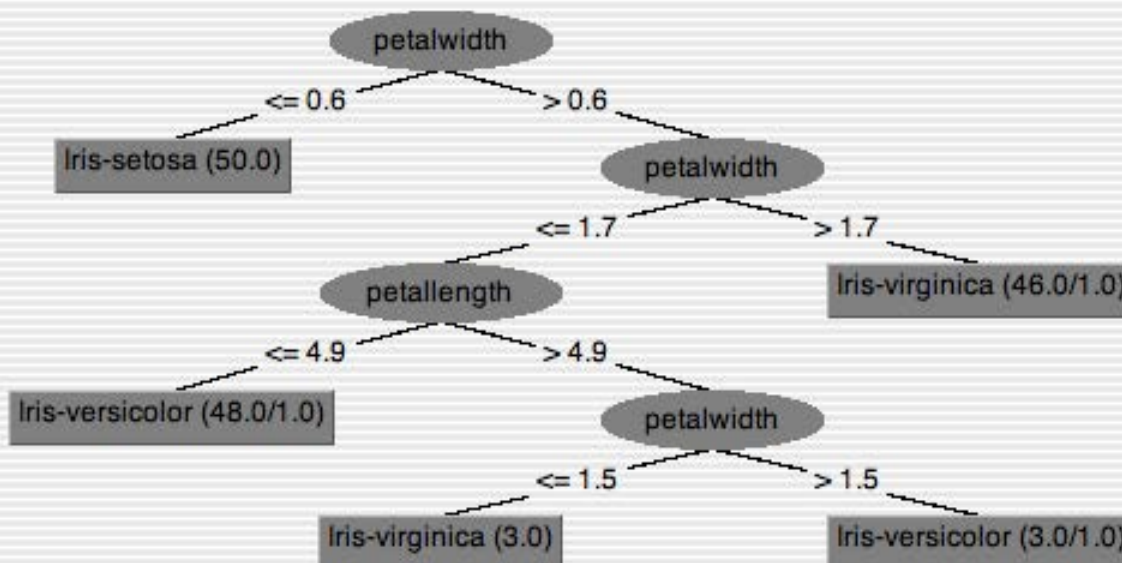 petalwidth
<= 0.6
> 0.6
Iris-setosa (50.0)
petalwidth
<= 1.7
> 1.7
petallength
Iris-virginica (46.0/1.0)
<= 4.9
> 4.9
Iris-versicolor (48.0/1.0)
petalwidth
<= 1.5
> 1.5
Iris-virginica (3.0)
Iris-versicolor (3.0/1.0)